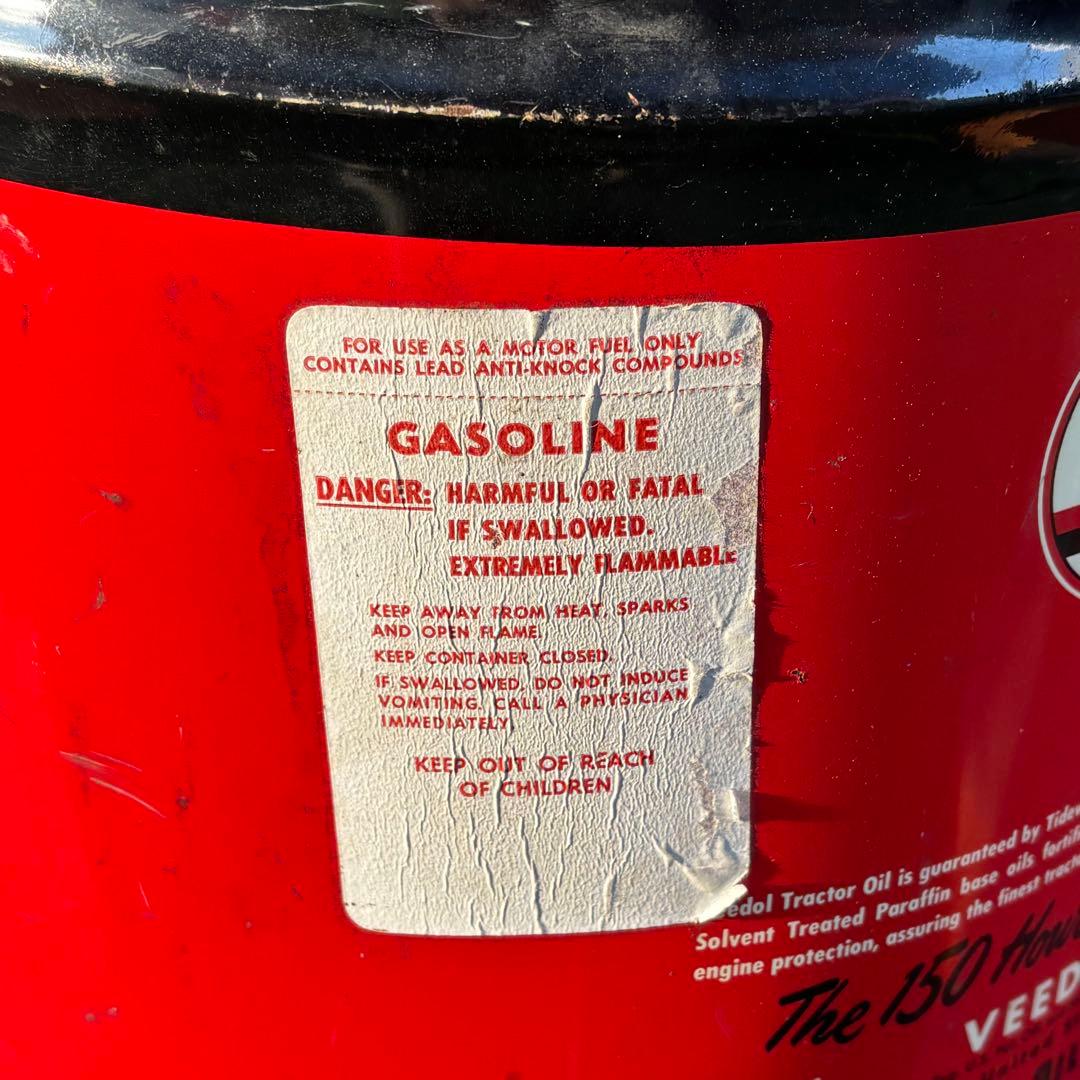 FOR USE AS A MOTOR FUEL ONLY
CONTAINS LEAD ANTI-KNOCK COMPOUNDS
GASOLINE
DANGER: HARMFUL OR FATAL
IF SWALLOWED.
EXTREMELY FLAMMABLE
KEEP AWAY FROM HEAT, SPARKS
AND OPEN FLAME.
KEEP CONTAINER CLOSED.
IF SWALLOWED, DO NOT INDUCE
VOMITING. CALL A PHYSICIAN
IMMEDIATELY.
KEEP OUT OF REACH
OF CHILDREN
Tractor Oil is guaranteed by
Solvent Treated Paraffin base oils
engine protection, assuring the finest
The 150
VEED